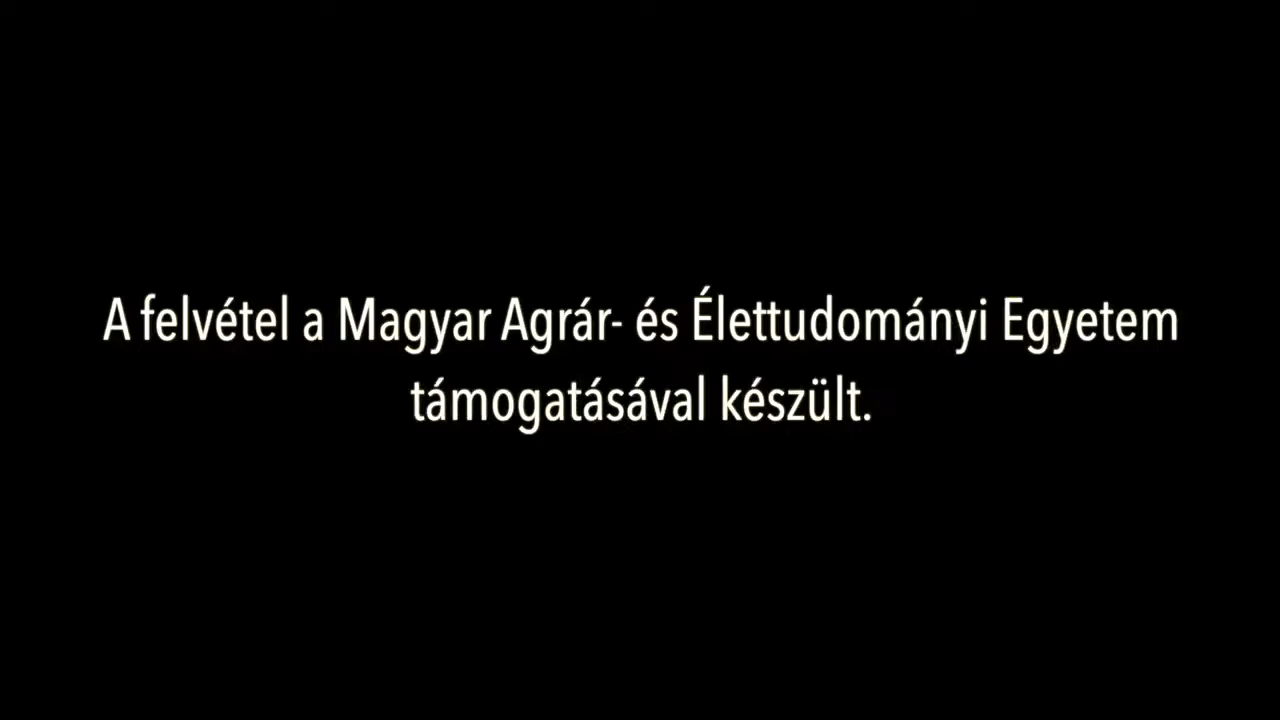 A felvétel a Magyar Agrár- és Élettudományi Egyetem
támogatásával készült.